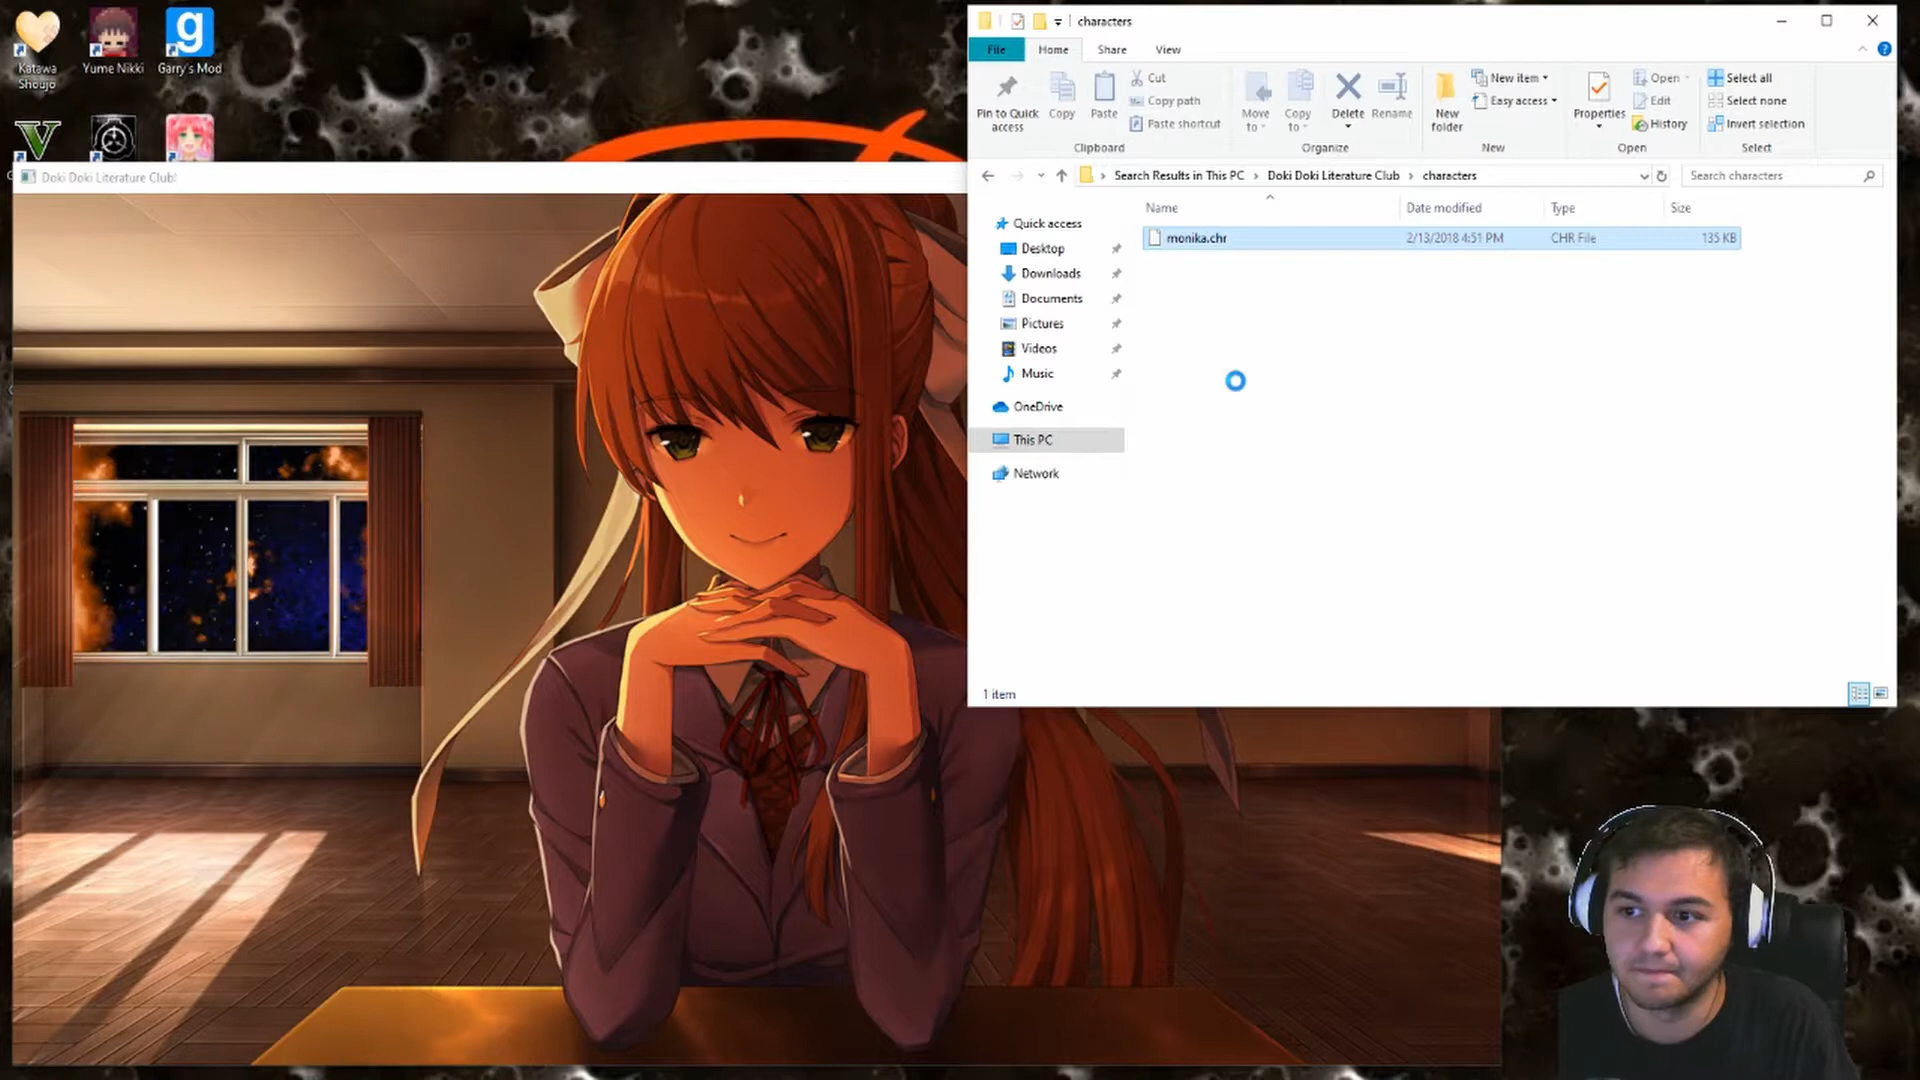 Katawa Shoujo
Yume Nikki
Garry's Mod
Doki Doki Literature Club!
characters
File
Home
Share
View
Pin to Quick access
Copy
Paste
Cut
Copy path
Paste shortcut
Clipboard
Move to
Copy to
Delete
Rename
Organize
New folder
New item
Easy access
New
Properties
Open
Edit
History
Open
Select all
Select none
Invert selection
Select
Search Results in This PC > Doki Doki Literature Club > characters
Search characters
Name
Date modified
Type
Size
monika.chr
2/13/2018 4:51 PM
CHR File
135 KB
Quick access
Desktop
Downloads
Documents
Pictures
Videos
Music
OneDrive
This PC
Network
1 item